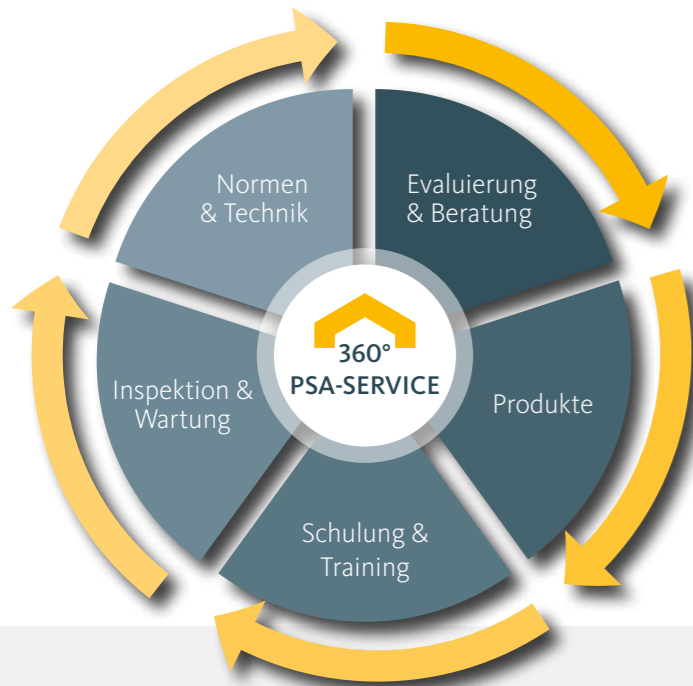 Normen
& Technik
Evaluierung
& Beratung
360°
PSA-SERVICE
Inspektion &
Wartung
Produkte
Schulung &
Training